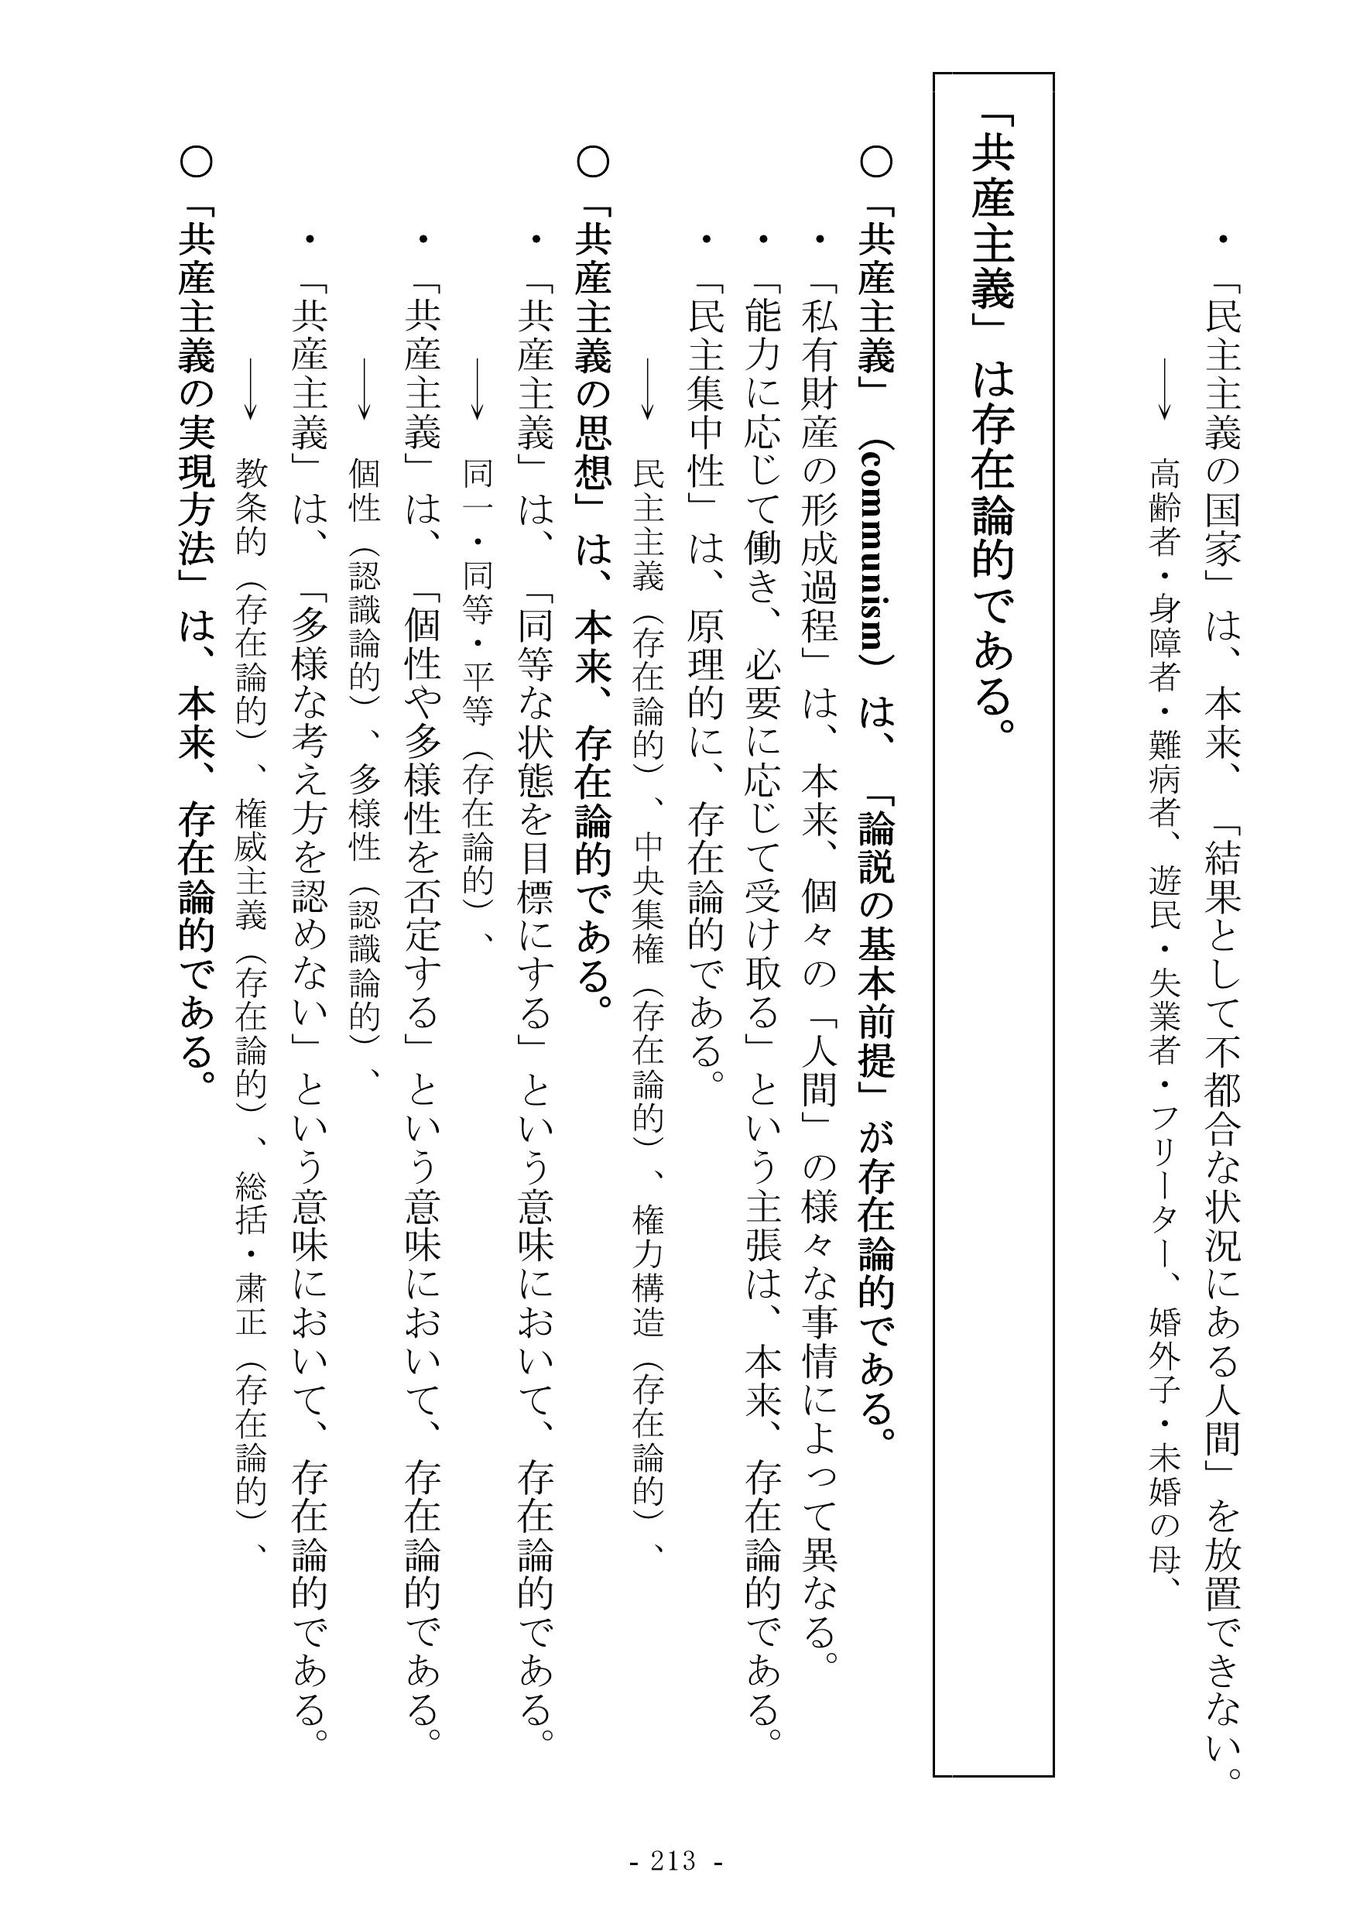 ・「民主主義の国家」は、本来、「結果として不都合な状況にある人間」を放置できない。
→ 高齢者・身障者・難病者、遊民・失業者・フリーター、婚外子・未婚の母、
「共産主義」は存在論的である。
○「共産主義」（communism）は、「論説の基本前提」が存在論的である。
・「私有財産の形成過程」は、本来、個々の「人間」の様々な事情によって異なる。
・「能力に応じて働き、必要に応じて受け取る」という主張は、本来、存在論的である。
・「民主集中性」は、原理的に、存在論的である。
→ 民主主義（存在論的）、中央集権（存在論的）、権力構造（存在論的）、
○「共産主義の思想」は、本来、存在論的である。
・「共産主義」は、「同等な状態を目標にする」という意味において、存在論的である。
→ 同一・同等・平等（存在論的）、
・「共産主義」は、「個性や多様性を否定する」という意味において、存在論的である。
→ 個性（認識論的）、多様性（認識論的）、
・「共産主義」は、「多様な考え方を認めない」という意味において、存在論的である。
→ 教条的（存在論的）、権威主義（存在論的）、総括・粛正（存在論的）、
○「共産主義の実現方法」は、本来、存在論的である。
- 213 -